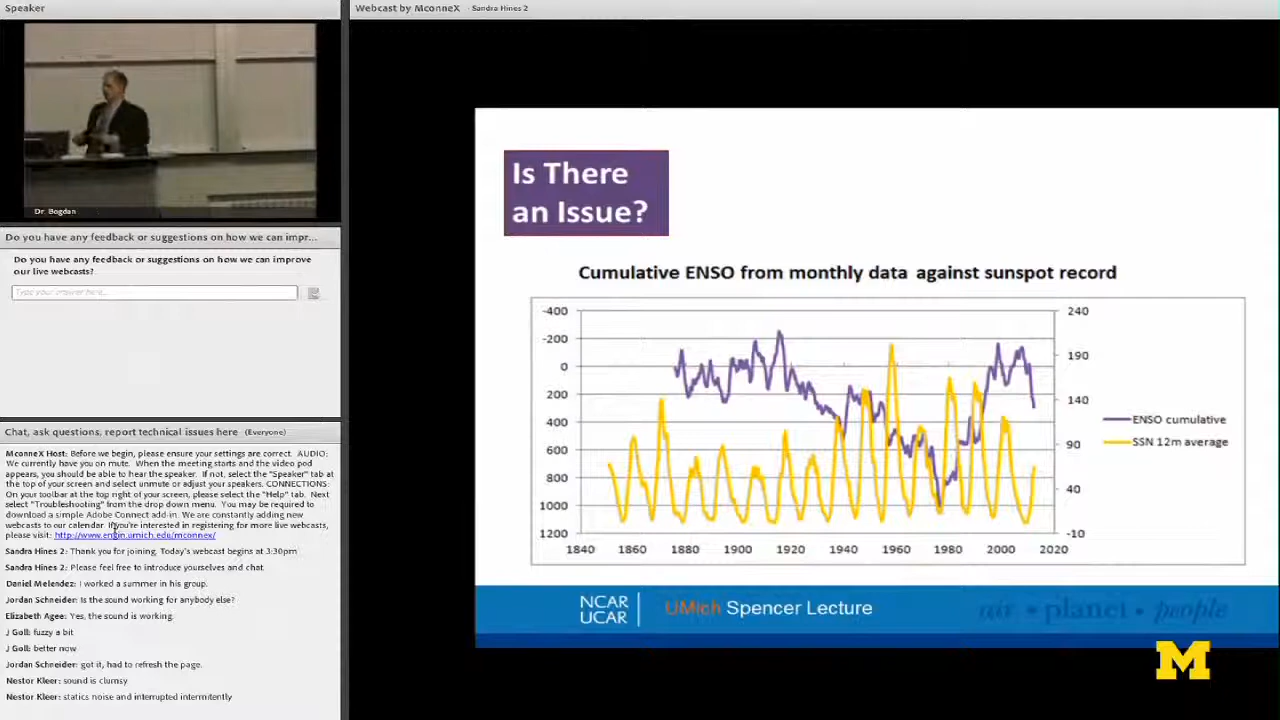 Speaker
Dr. Bogdan
Do you have any feedback or suggestions on how we can impr...
Do you have any feedback or suggestions on how we can improve
our live webcasts?
Type your answer here...
Chat, ask questions, report technical issues here (Everyone)
MconneX Host: Before we begin, please ensure your settings are correct. AUDIO:
We currently have you on mute. When the meeting starts and the video pod
appears, you should be able to hear the speaker. If not, select the "Speaker" tab at
the top of your screen and select unmute or adjust your speakers. CONNECTIONS:
On your toolbar at the top right of your screen, please select the "Help" tab. Next
select "Troubleshooting" from the drop down menu. You may be required to
download a simple Adobe Connect add-in. We are constantly adding new
webcasts to our calendar. If you're interested in registering for more live webcasts,
please visit: http://www.engin.umich.edu/mconnex/
Sandra Hines 2: Thank you for joining. Today's webcast begins at 3:30pm
Sandra Hines 2: Please feel free to introduce yourselves and chat.
Daniel Melendez: I worked a summer in his group.
Jordan Schneider: Is the sound working for anybody else?
Elizabeth Agee: Yes, the sound is working.
J Goll: fuzzy a bit
J Goll: better now
Jordan Schneider: got it, had to refresh the page.
Nestor Kleer: sound is clumsy
Nestor Kleer: statics noise and interrupted intermitently
Webcast by MconneX Sandra Hines 2
Is There
an Issue?
Cumulative ENSO from monthly data against sunspot record
-400
-200
0
200
400
600
800
1000
1200
240
190
140
90
40
-10
1840 1860 1880 1900 1920 1940 1960 1980 2000 2020
ENSO cumulative
SSN 12m average
NCAR
UCAR
UMich Spencer Lecture
air • planet • people
M